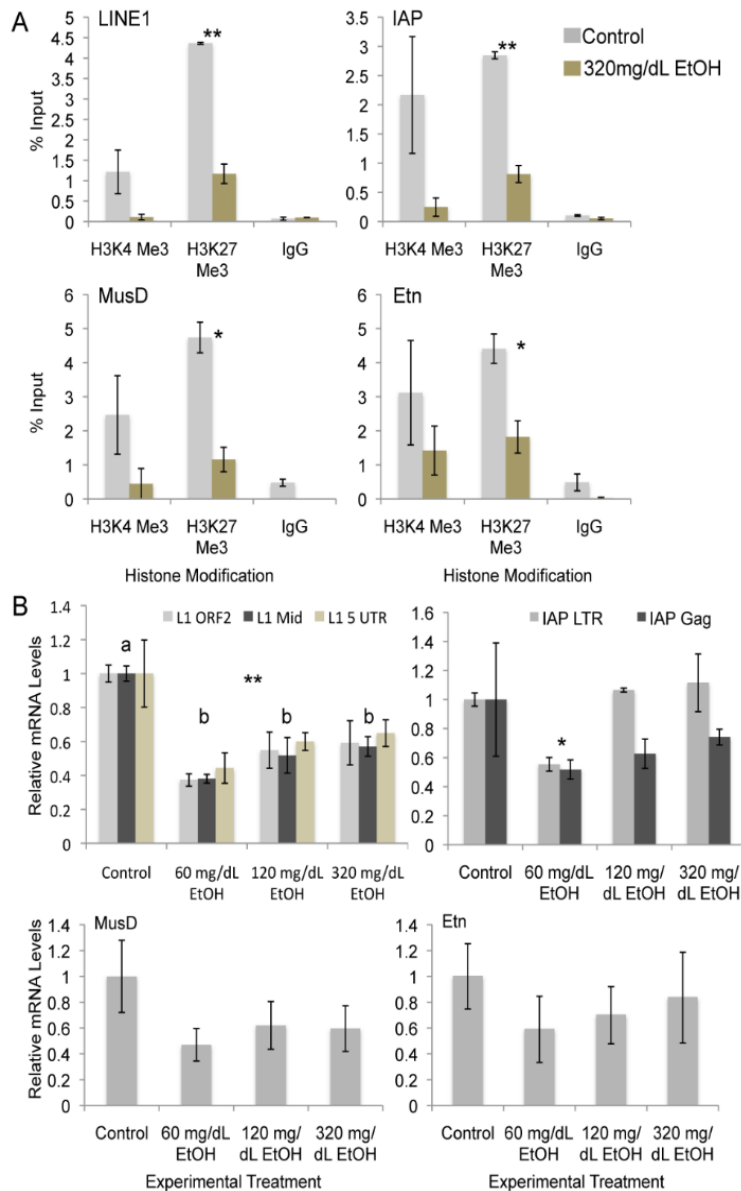 A
LINE1
5
4.5
4
3.5
3
2.5
2
1.5
1
0.5
0
% Input
**
H3K4 Me3
H3K27
Me3
IgG
IAP
3.5
3
2.5
2
1.5
1
0.5
0
**
H3K4 Me3
H3K27
Me3
IgG
Control
320mg/dL EtOH
MusD
6
5
4
3
2
1
0
% Input
*
H3K4 Me3
H3K27
Me3
IgG
Histone Modification
Etn
6
5
4
3
2
1
0
*
H3K4 Me3
H3K27
Me3
IgG
Histone Modification
B
1.4
1.2
1
0.8
0.6
0.4
0.2
0
Relative mRNA Levels
L1 ORF2 L1 Mid L1 5 UTR
a
**
b
b
b
Control
60 mg/dL
EtOH
120 mg/
dL EtOH
320 mg/
dL EtOH
1.6
1.4
1.2
1
0.8
0.6
0.4
0.2
0
IAP LTR IAP Gag
*
Control
60 mg/dL
EtOH
120 mg/
dL EtOH
320 mg/
dL EtOH
MusD
1.4
1.2
1
0.8
0.6
0.4
0.2
0
Relative mRNA Levels
Control
60 mg/dL
EtOH
120 mg/
dL EtOH
320 mg/
dL EtOH
Experimental Treatment
Etn
1.4
1.2
1
0.8
0.6
0.4
0.2
0
Control
60 mg/dL
EtOH
120 mg/
dL EtOH
320 mg/
dL EtOH
Experimental Treatment